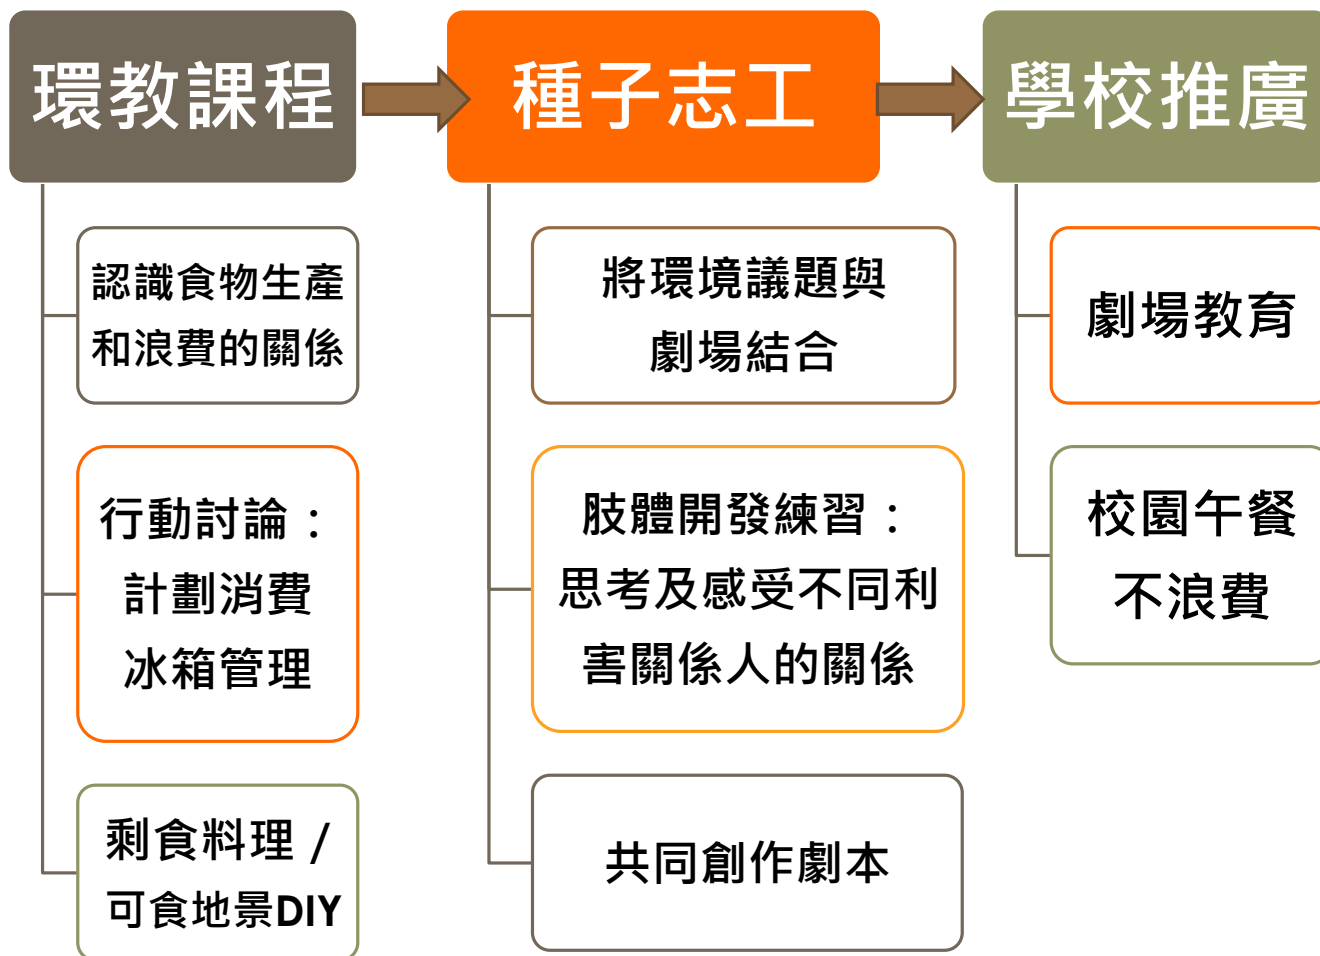 環教課程
種子志工
學校推廣
認識食物生產
和浪費的關係
行動討論：
計劃消費
冰箱管理
剩食料理 /
可食地景DIY
將環境議題與
劇場結合
肢體開發練習：
思考及感受不同利
害關係人的關係
共同創作劇本
劇場教育
校園午餐
不浪費